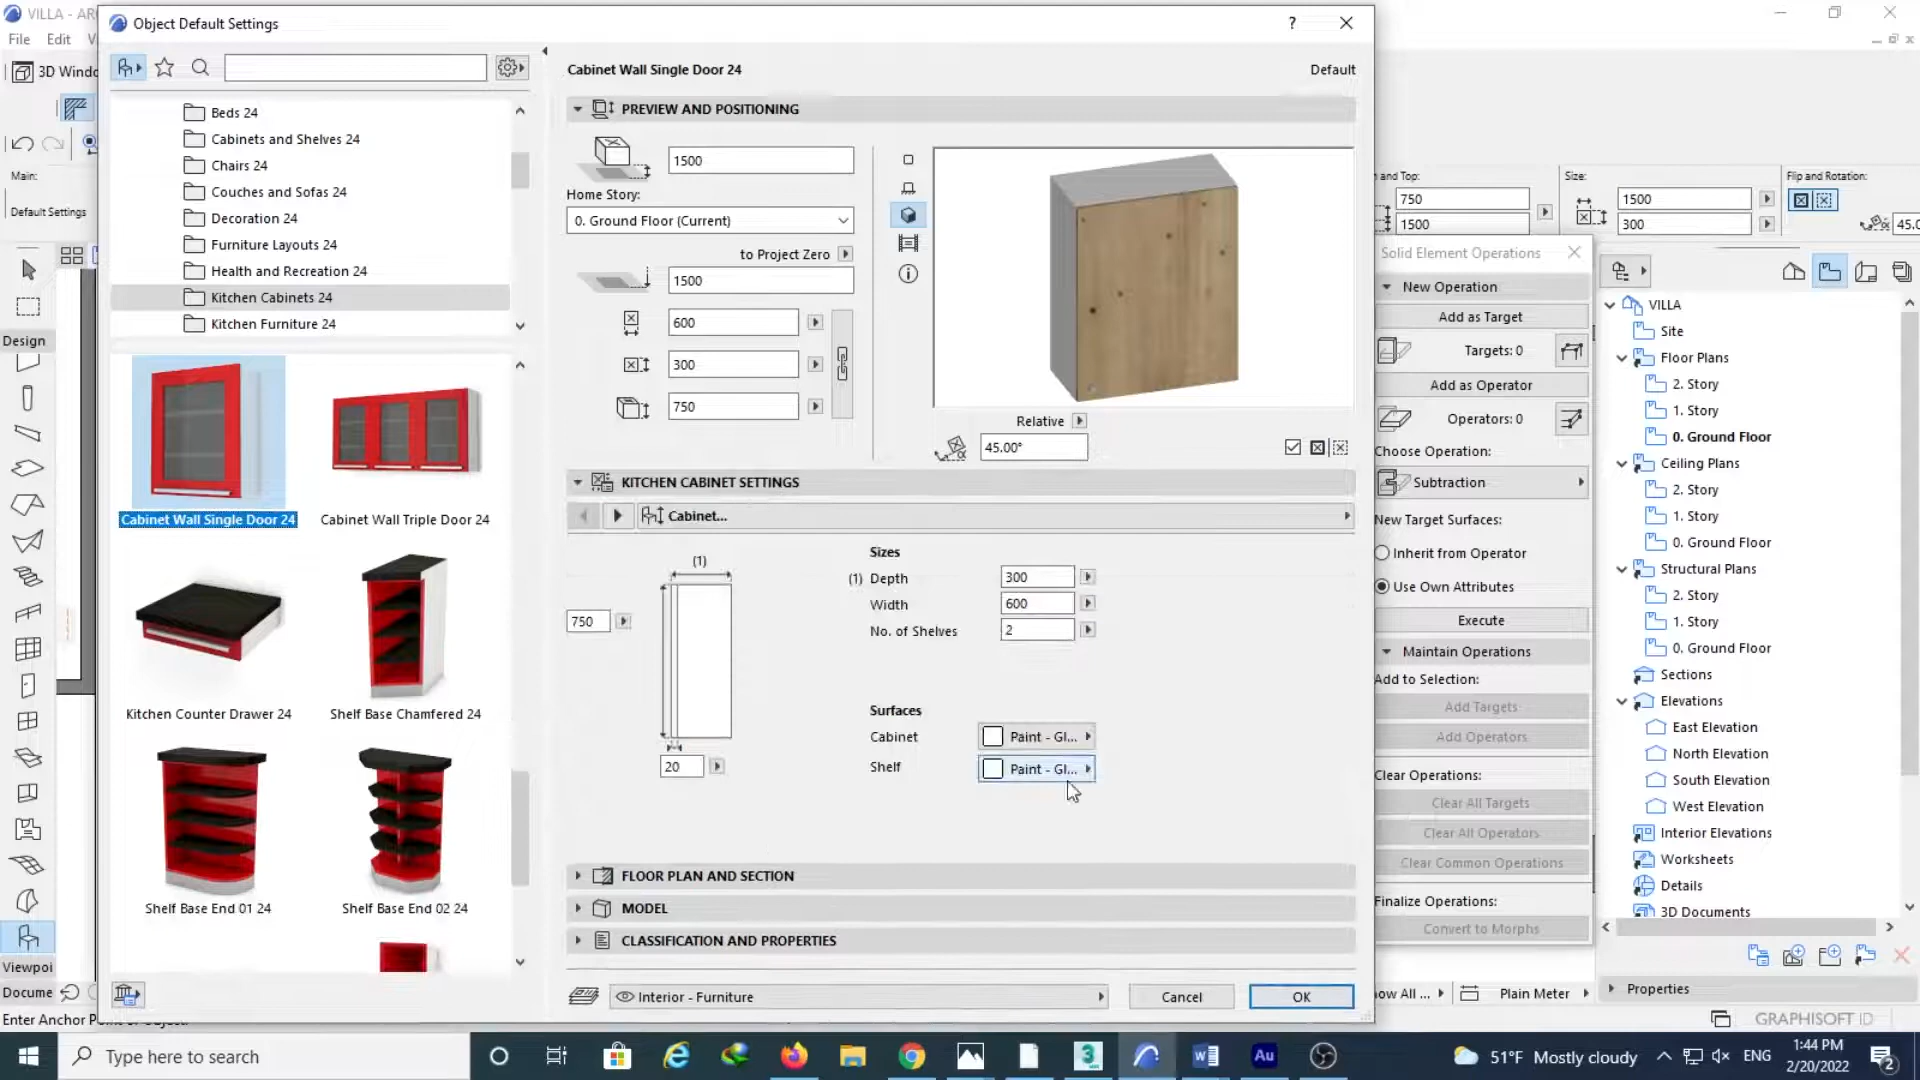 VILLA - AR
Object Default Settings
File Edit V
3D Windo
Main:
Default Settings
Design
Viewpoi
Docume
Enter Anchor Point of Object.
Beds 24
Cabinets and Shelves 24
Chairs 24
Couches and Sofas 24
Decoration 24
Furniture Layouts 24
Health and Recreation 24
Kitchen Cabinets 24
Kitchen Furniture 24
Cabinet Wall Single Door 24
Cabinet Wall Triple Door 24
Kitchen Counter Drawer 24
Shelf Base Chamfered 24
Shelf Base End 01 24
Shelf Base End 02 24
Cabinet Wall Single Door 24
Default
PREVIEW AND POSITIONING
1500
Home Story:
0. Ground Floor (Current)
to Project Zero
1500
600
300
750
Relative
45.00°
KITCHEN CABINET SETTINGS
Cabinet...
(1)
750
20
Sizes
(1) Depth 300
Width 600
No. of Shelves 2
Surfaces
Cabinet Paint - Gl...
Shelf Paint - Gl...
FLOOR PLAN AND SECTION
MODEL
CLASSIFICATION AND PROPERTIES
Interior - Furniture
Cancel
OK
and Top:
750
1500
Size:
1500
300
Flip and Rotation:
45.0
Solid Element Operations
New Operation
Add as Target
Targets: 0
Add as Operator
Operators: 0
Choose Operation:
Subtraction
New Target Surfaces:
Inherit from Operator
Use Own Attributes
Execute
Maintain Operations
Add to Selection:
Add Targets
Add Operators
Clear Operations:
Clear All Targets
Clear All Operators
Clear Common Operations
Finalize Operations:
Convert to Morphs
ow All ...
Plain Meter
VILLA
Site
Floor Plans
2. Story
1. Story
0. Ground Floor
Ceiling Plans
2. Story
1. Story
0. Ground Floor
Structural Plans
2. Story
1. Story
0. Ground Floor
Sections
Elevations
East Elevation
North Elevation
South Elevation
West Elevation
Interior Elevations
Worksheets
Details
3D Documents
Properties
GRAPHISOFT ID
Type here to search
51°F Mostly cloudy
ENG
1:44 PM
2/20/2022
2